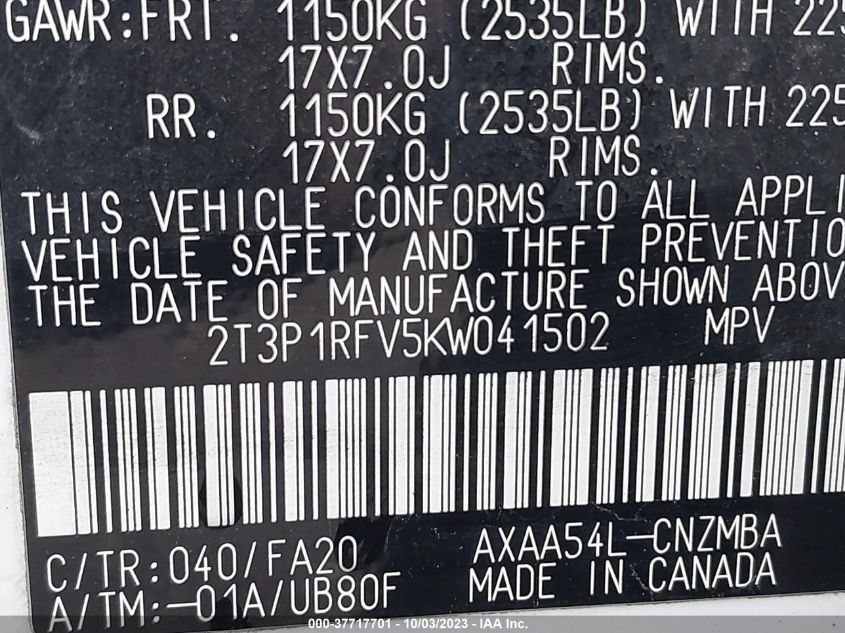 GAWR:FRT. 1150KG (2535LB) WITH 225
17X7.0J RIMS.
RR. 1150KG (2535LB) WITH 225
17X7.0J RIMS.
THIS VEHICLE CONFORMS TO ALL APPLI
VEHICLE SAFETY AND THEFT PREVENTIO
THE DATE OF MANUFACTURE SHOWN ABOV
2T3P1RFV5KW041502 MPV
C/TR:040/FA20 AXAA54L-CNZMBA
A/TM:-01A/UB80F MADE IN CANADA
000-37717701 - 10/03/2023 - IAA Inc.